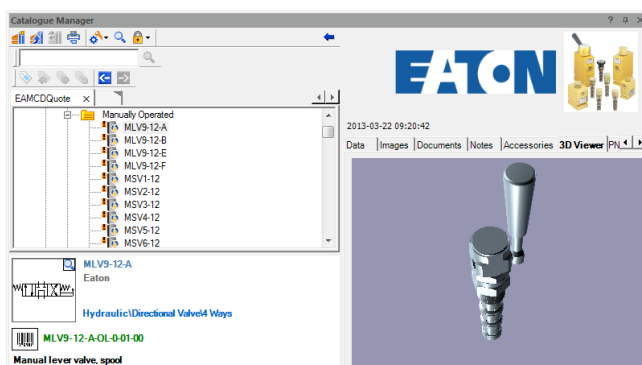 Catalogue Manager
EAMCDQuote
Manually Operated
MLV9-12-A
MLV9-12-B
MLV9-12-E
MLV9-12-F
MSV1-12
MSV2-12
MSV3-12
MSV4-12
MSV5-12
MSV6-12
MLV9-12-A
Eaton
Hydraulic\Directional Valve\4 Ways
MLV9-12-A-OL-0-01-00
Manual lever valve, spool
EATON
2013-03-22 09:20:42
Data Images Documents Notes Accessories 3D Viewer PN